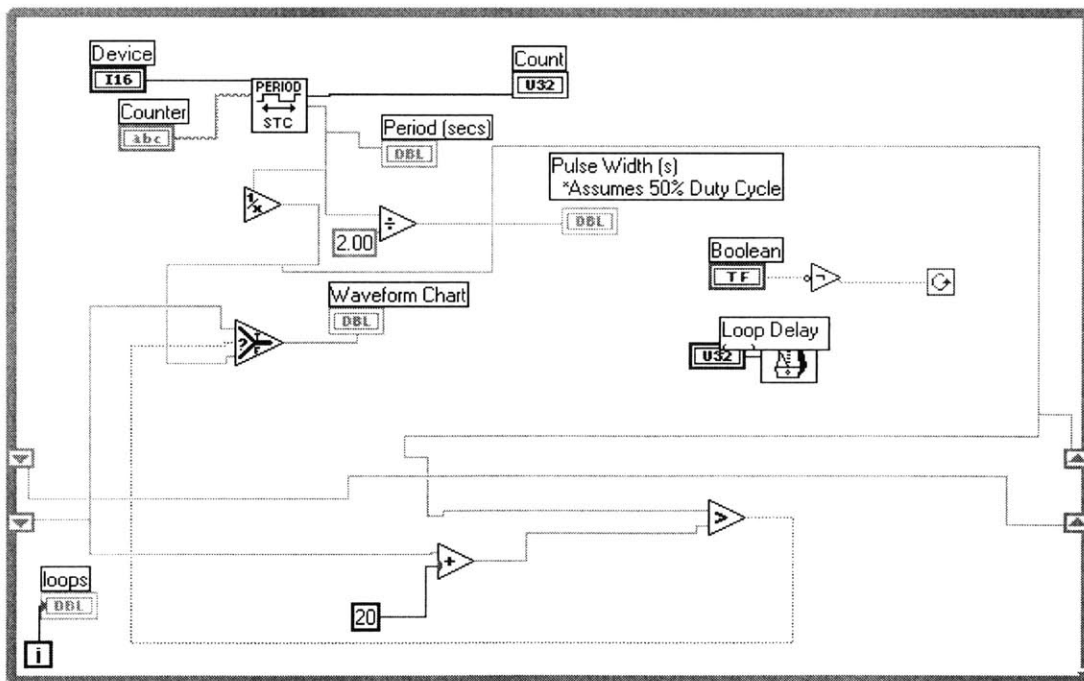 Device
I16
PERIOD
STC
Count
U32
Counter
abc
Period (secs)
DBL
Pulse Width (s)
*Assumes 50% Duty Cycle
DBL
1/x
÷
2.00
Boolean
TF
Waveform Chart
DBL
? T
F
Loop Delay
U32
>
+
20
loops
DBL
i